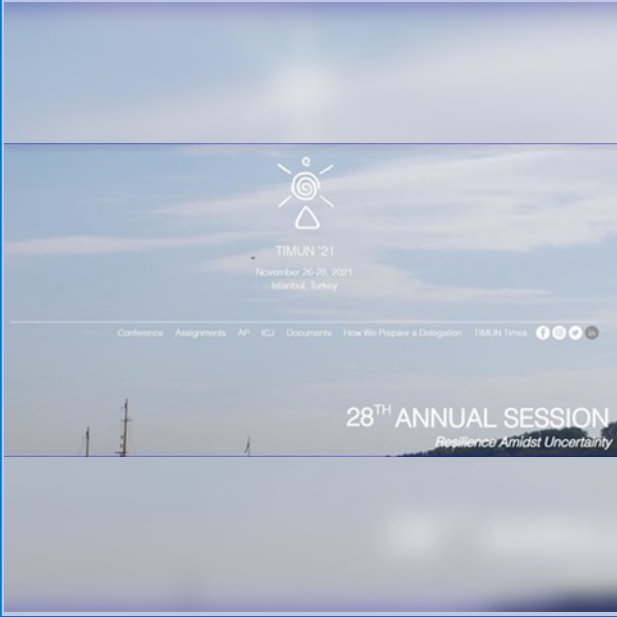 TIMUN '21
November 26-28, 2021
Istanbul, Turkey
Home Conference Assignments AP ICJ Documents How We Prepare a Delegation TIMUN Times
28TH ANNUAL SESSION
Resilience Amidst Uncertainty